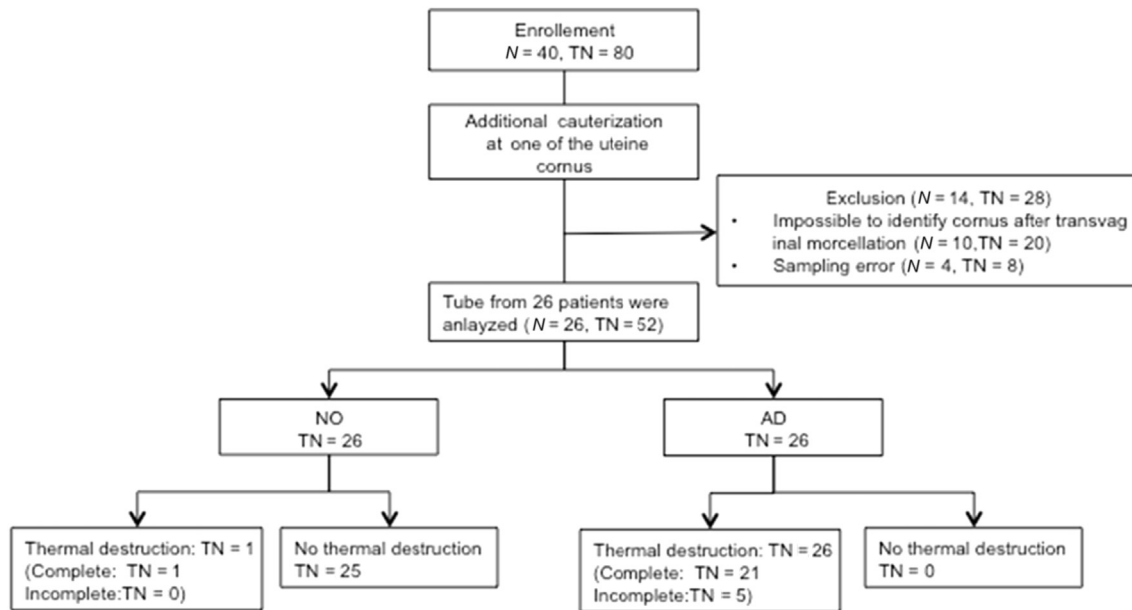 Enrollement
N = 40, TN = 80
Additional cauterization
at one of the uteine
cornus
Exclusion (N = 14, TN = 28)
• Impossible to identify cornus after transvag
inal morcellation (N = 10,TN = 20)
• Sampling error (N = 4, TN = 8)
Tube from 26 patients were
anlayzed (N = 26, TN = 52)
NO
TN = 26
AD
TN = 26
Thermal destruction: TN = 1
(Complete: TN = 1
Incomplete:TN = 0)
No thermal destruction
TN = 25
Thermal destruction: TN = 26
(Complete: TN = 21
Incomplete:TN = 5)
No thermal destruction
TN = 0